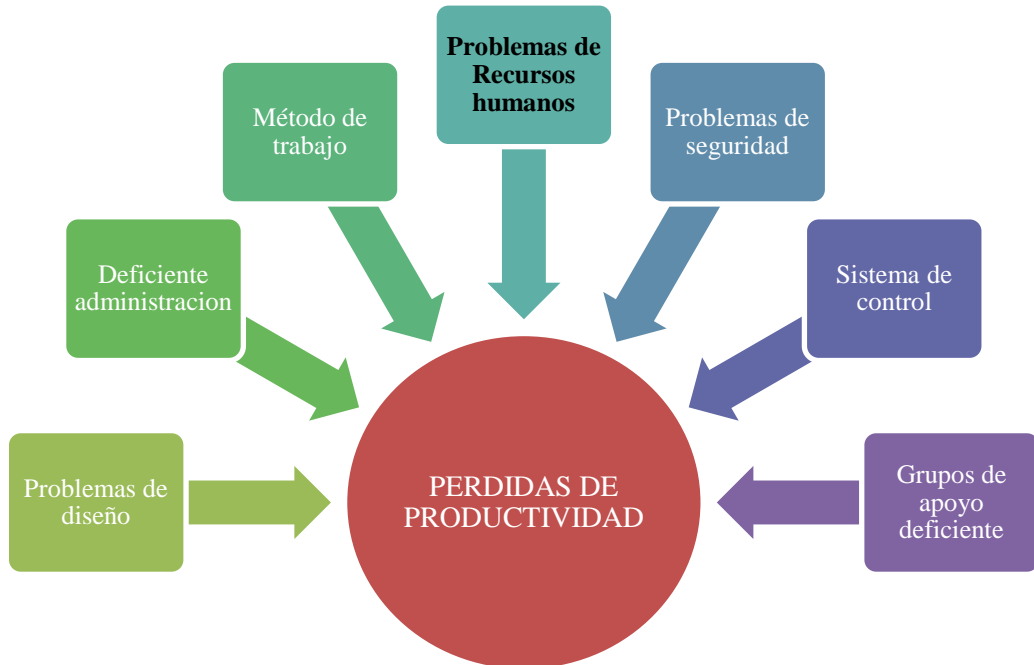 Problemas de
Recursos
humanos
Método de
trabajo
Problemas de
seguridad
Deficiente
administracion
Sistema de
control
Problemas de
diseño
PERDIDAS DE
PRODUCTIVIDAD
Grupos de
apoyo
deficiente